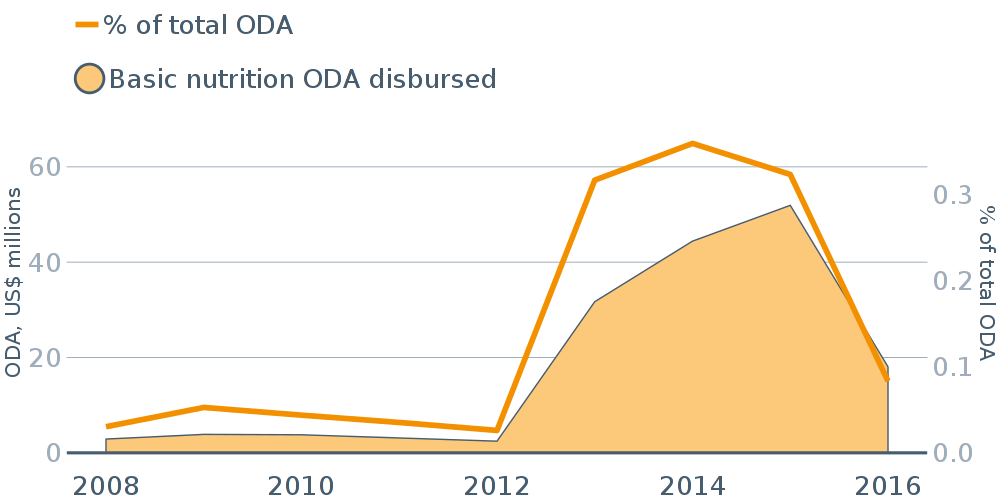 % of total ODA
Basic nutrition ODA disbursed
60
40
20
0
ODA, US$ millions
0.3
0.2
0.1
0.0
% of total ODA
2008 2010 2012 2014 2016